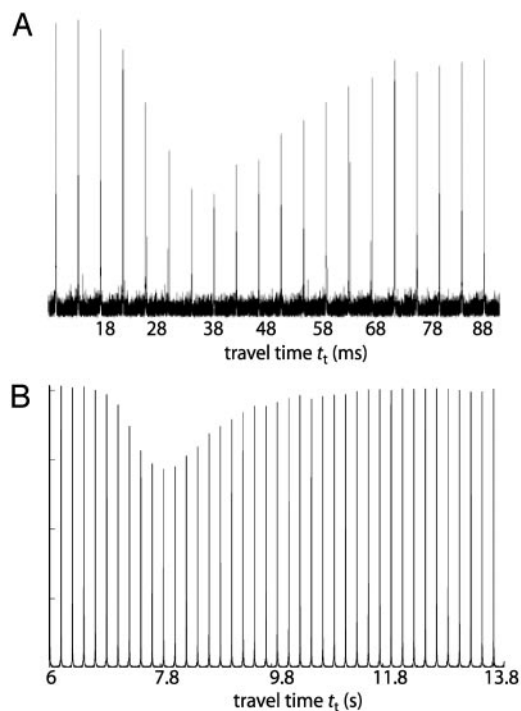 A
18 28 38 48 58 68 78 88
travel time tt (ms)
B
6 7.8 9.8 11.8 13.8
travel time tt (s)